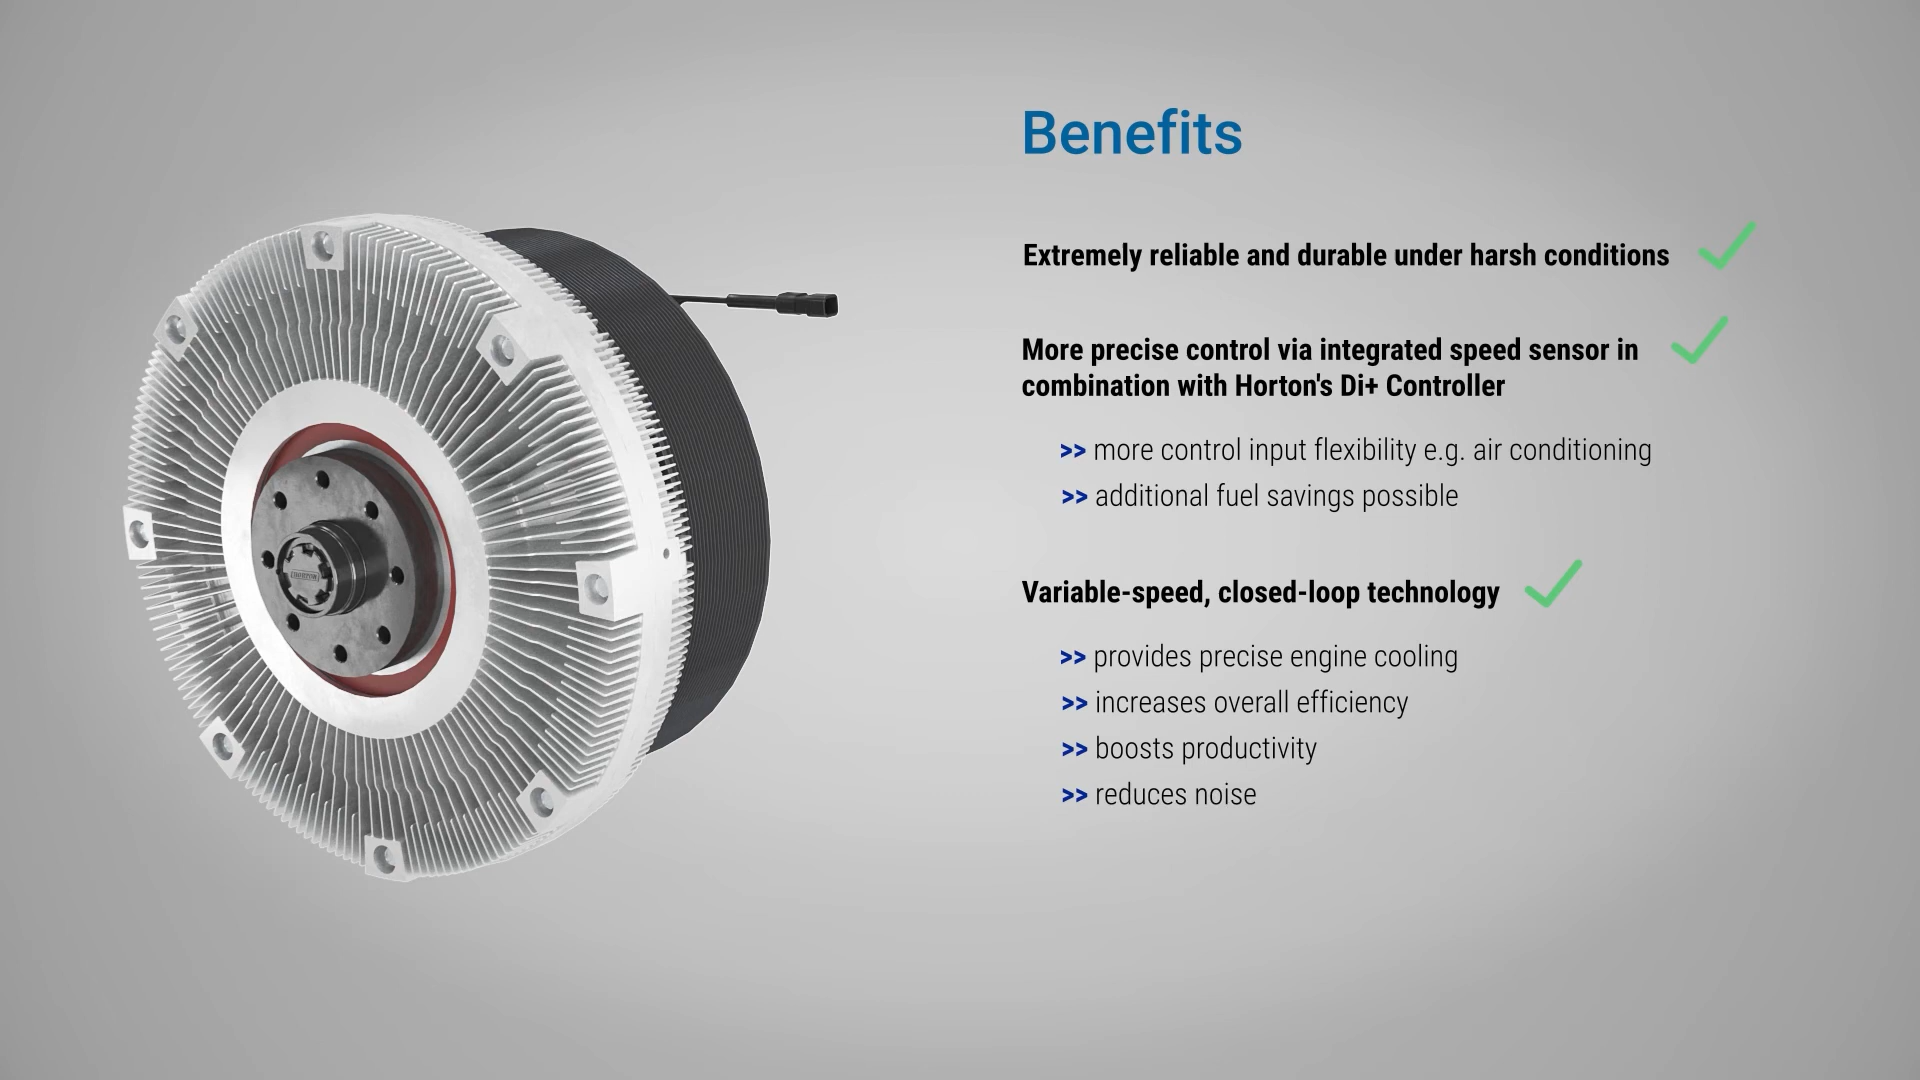 Benefits
Extremely reliable and durable under harsh conditions
More precise control via integrated speed sensor in
combination with Horton's Di+ Controller
>> more control input flexibility e.g. air conditioning
>> additional fuel savings possible
Variable-speed, closed-loop technology
>> provides precise engine cooling
>> increases overall efficiency
>> boosts productivity
>> reduces noise
HORTON